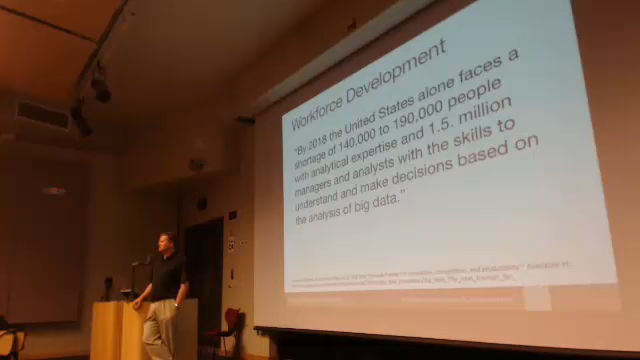 Workforce Development
"By 2018 the United States alone faces a
shortage of 140,000 to 190,000 people
with analytical expertise and 1.5. million
managers and analysts with the skills to
understand and make decisions based on
the analysis of big data."